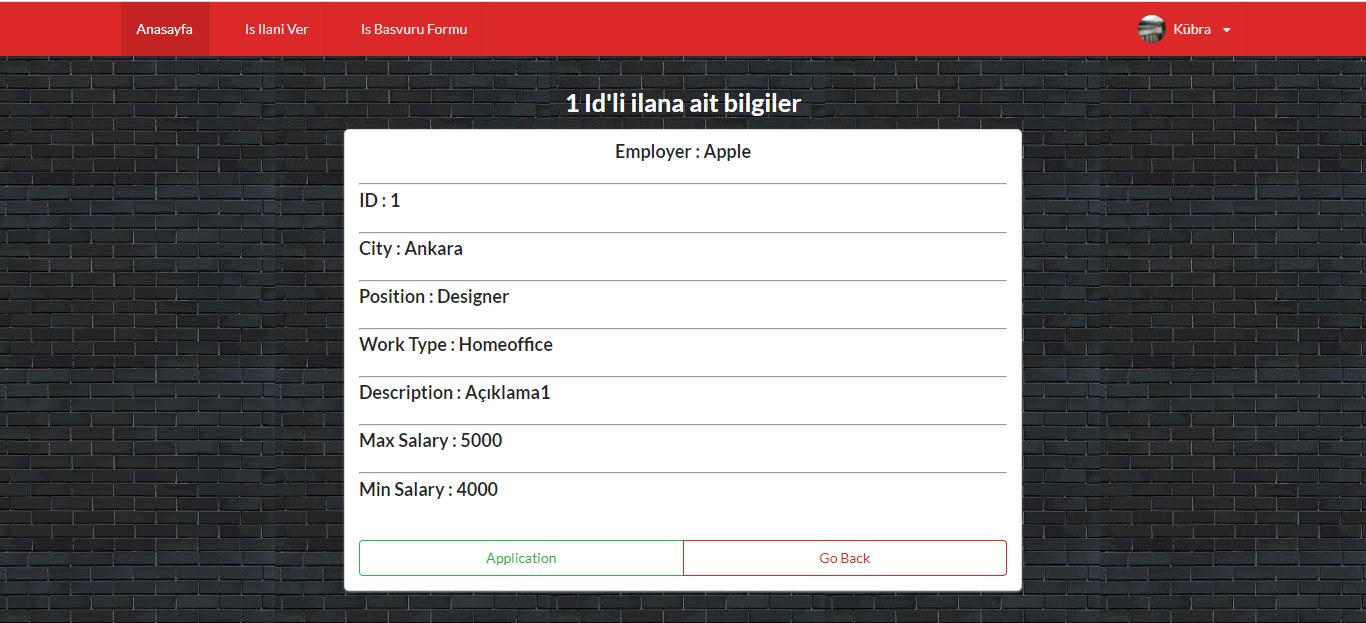 Anasayfa Is Ilani Ver Is Basvuru Formu Kübra
1 Id'li ilana ait bilgiler
Employer : Apple
ID : 1
City : Ankara
Position : Designer
Work Type : Homeoffice
Description : Açıklama1
Max Salary : 5000
Min Salary : 4000
Application Go Back